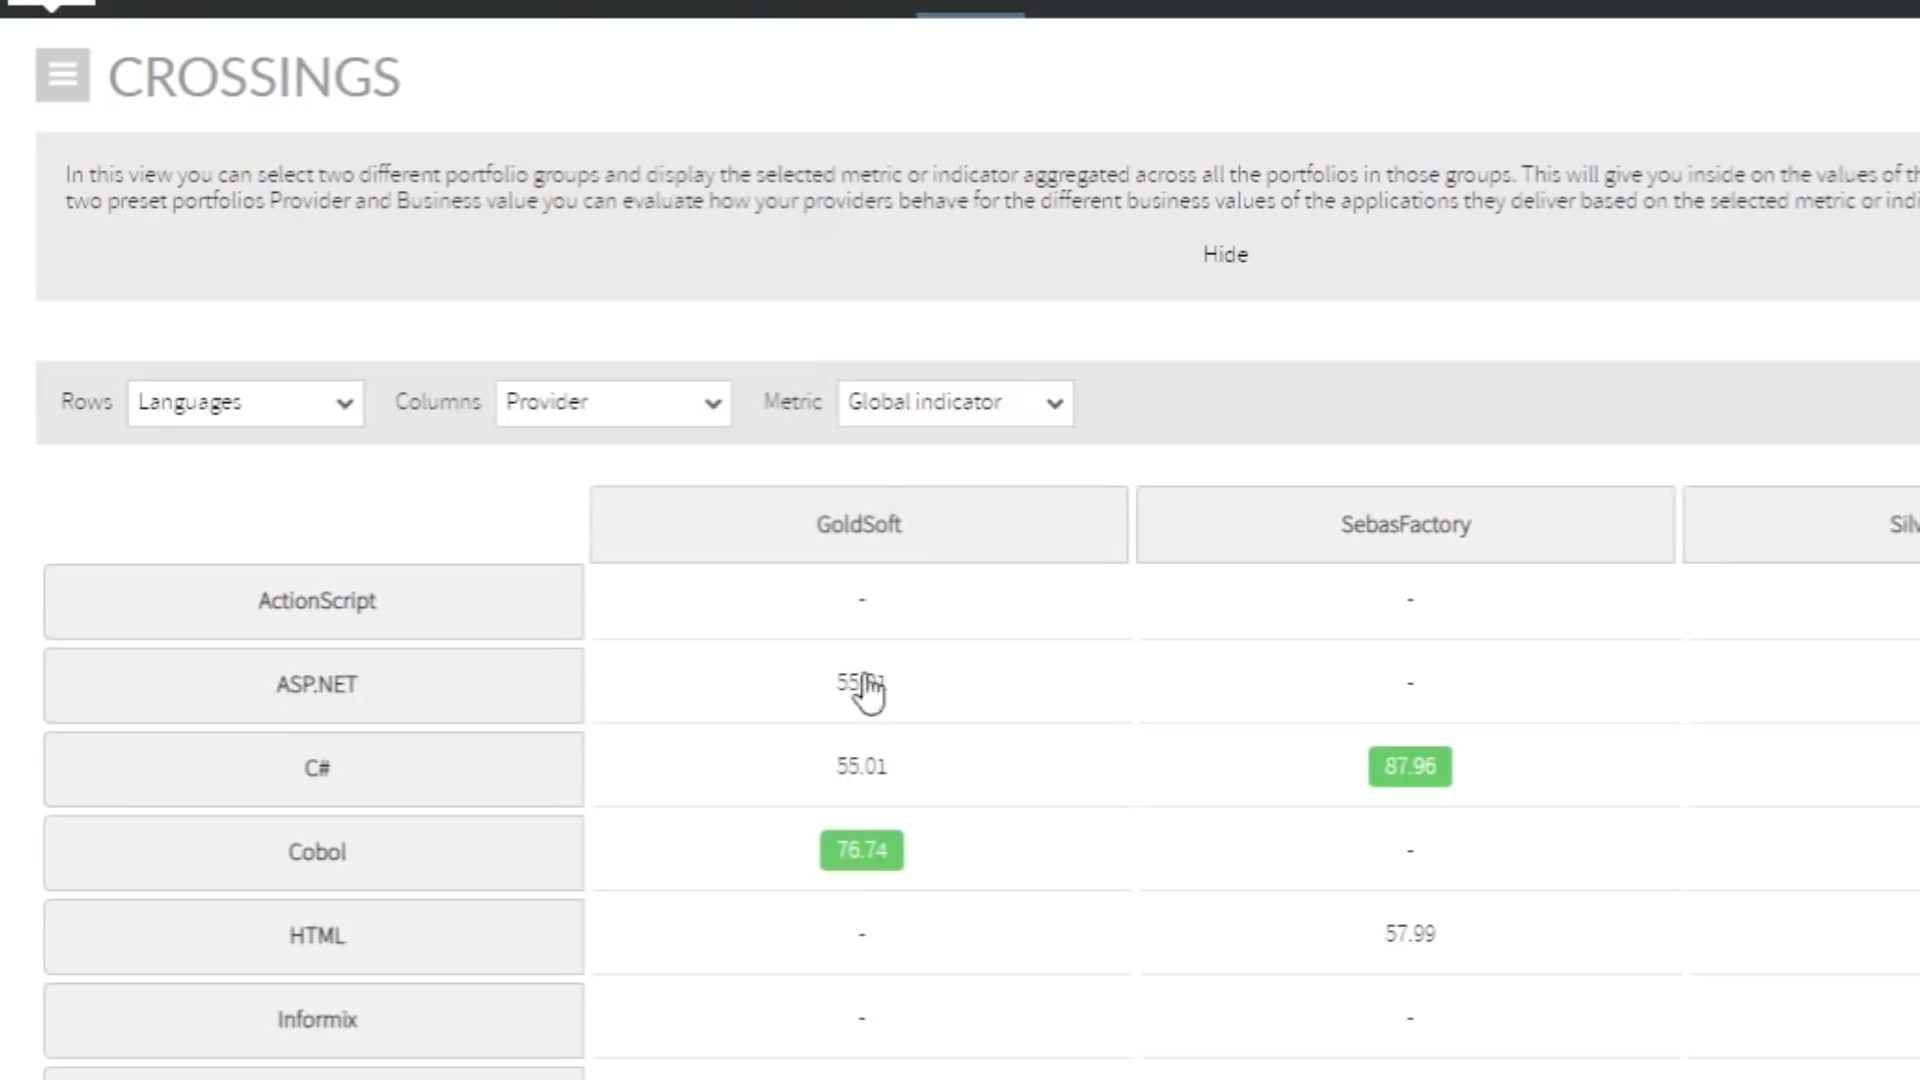 CROSSINGS
In this view you can select two different portfolio groups and display the selected metric or indicator aggregated across all the portfolios in those groups. This will give you inside on the values of
two preset portfolios Provider and Business value you can evaluate how your providers behave for the different business values of the applications they deliver based on the selected metric or
Hide
Rows Languages Columns Provider Metric Global indicator
GoldSoft SebasFactory
ActionScript - -
ASP.NET -
C# 55.01 87.96
Cobol 76.74 -
HTML - 57.99
Informix - -